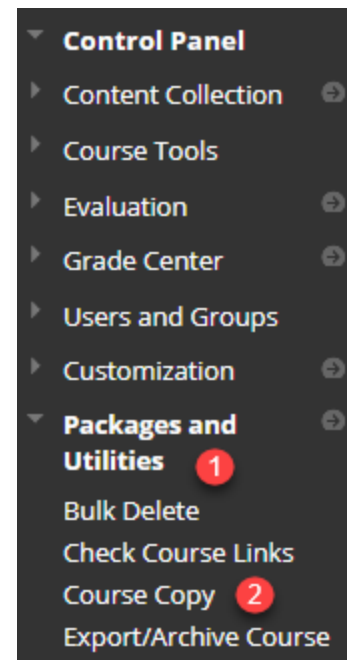 Control Panel
Content Collection
Course Tools
Evaluation
Grade Center
Users and Groups
Customization
Packages and
Utilities 1
Bulk Delete
Check Course Links
Course Copy 2
Export/Archive Course